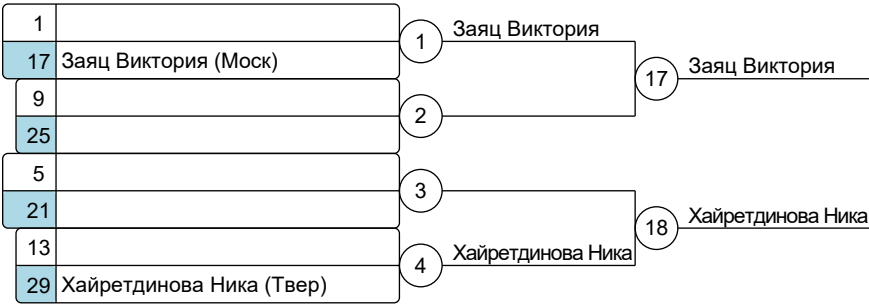 1
1 Заяц Виктория
17 Заяц Виктория (Моск)
17 Заяц Виктория
9
2
25
5
3
21
18 Хайретдинова Ника
13
4 Хайретдинова Ника
29 Хайретдинова Ника (Твер)